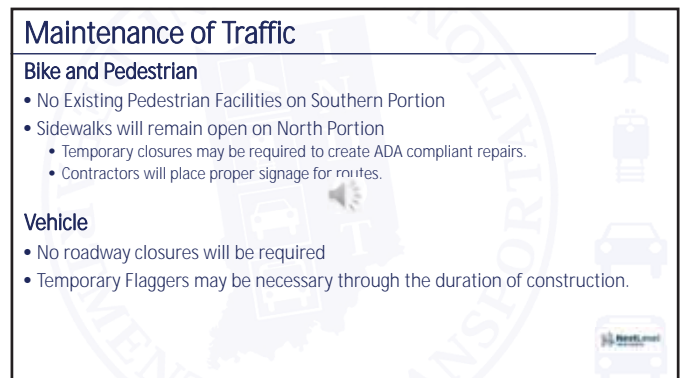 Maintenance of Traffic
Bike and Pedestrian
• No Existing Pedestrian Facilities on Southern Portion
• Sidewalks will remain open on North Portion
• Temporary closures may be required to create ADA compliant repairs.
• Contractors will place proper signage for routes.
Vehicle
• No roadway closures will be required
• Temporary Flaggers may be necessary through the duration of construction.
NextLevel